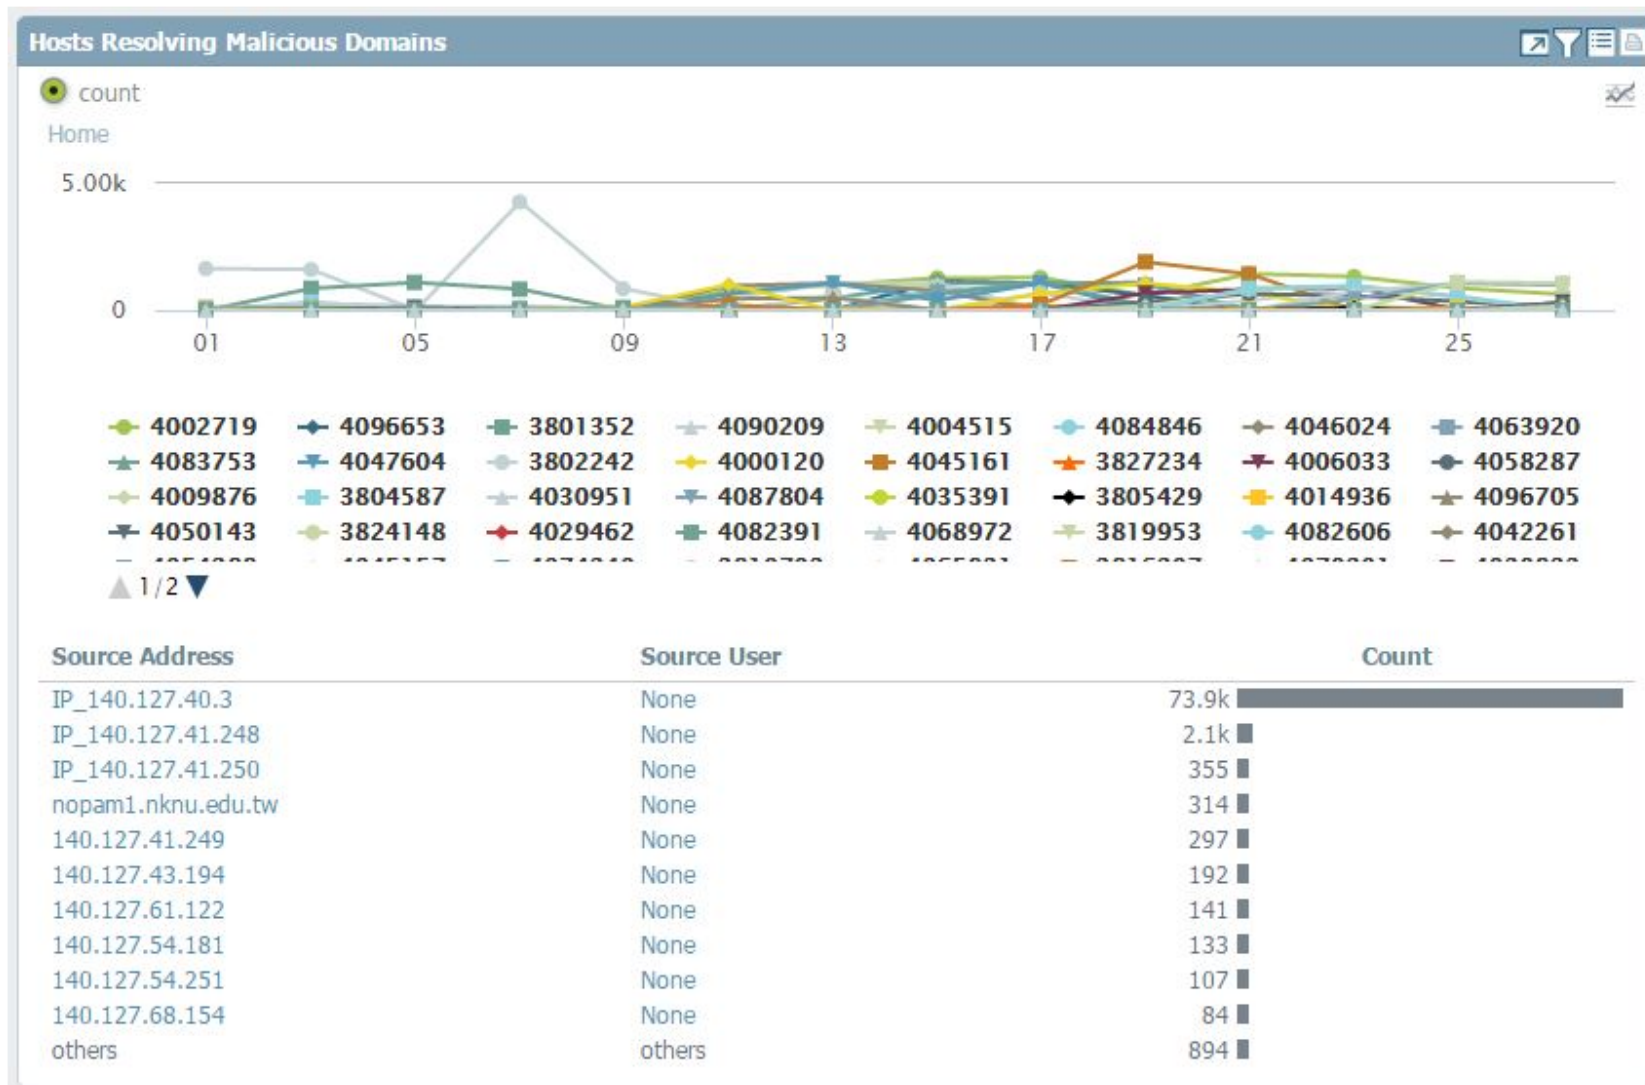 Hosts Resolving Malicious Domains
count
Home
5.00k
0
01 05 09 13 17 21 25
4002719 4096653 3801352 4090209 4004515 4084846 4046024 4063920
4083753 4047604 3802242 4000120 4045161 3827234 4006033 4058287
4009876 3804587 4030951 4087804 4035391 3805429 4014936 4096705
4050143 3824148 4029462 4082391 4068972 3819953 4082606 4042261
1/2
Source Address Source User Count
IP_140.127.40.3 None 73.9k
IP_140.127.41.248 None 2.1k
IP_140.127.41.250 None 355
nopam1.nknu.edu.tw None 314
140.127.41.249 None 297
140.127.43.194 None 192
140.127.61.122 None 141
140.127.54.181 None 133
140.127.54.251 None 107
140.127.68.154 None 84
others others 894